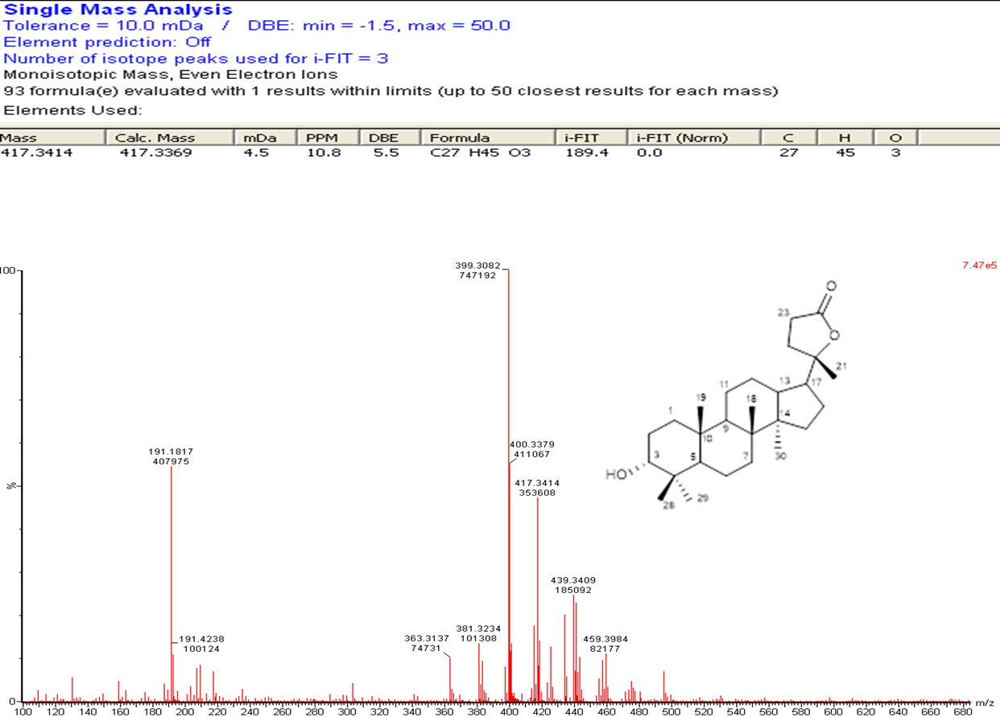 Single Mass Analysis
Tolerance = 10.0 mDa / DBE: min = -1.5, max = 50.0
Element prediction: Off
Number of isotope peaks used for i-FIT = 3
Monoisotopic Mass, Even Electron Ions
93 formula(e) evaluated with 1 results within limits (up to 50 closest results for each mass)
Elements Used:
Mass Calc. Mass mDa PPM DBE Formula i-FIT i-FIT (Norm) C H O
417.3414 417.3369 4.5 10.8 5.5 C27 H45 O3 189.4 0.0 27 45 3
100
399.3082
747192
7.47e5
O
23
O
21
11
13
17
19
18
1
14
9
10
3
5
7
30
HO
28
29
400.3379
411067
191.1817
407975
417.3414
353608
%
439.3409
185092
191.4238
100124
363.3137
74731
381.3234
101308
459.3984
82177
0
100 120 140 160 180 200 220 240 260 280 300 320 340 360 380 400 420 440 460 480 500 520 540 560 580 600 620 640 660 680
m/z